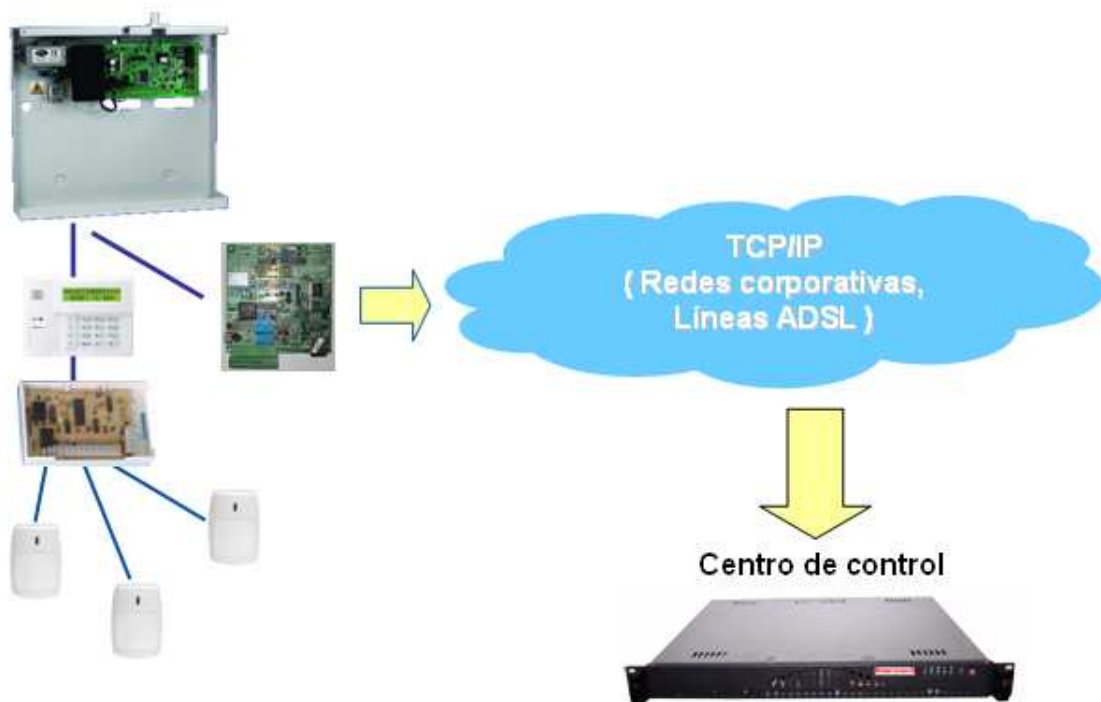 TCP/IP
( Redes corporativas,
Líneas ADSL )
Centro de control